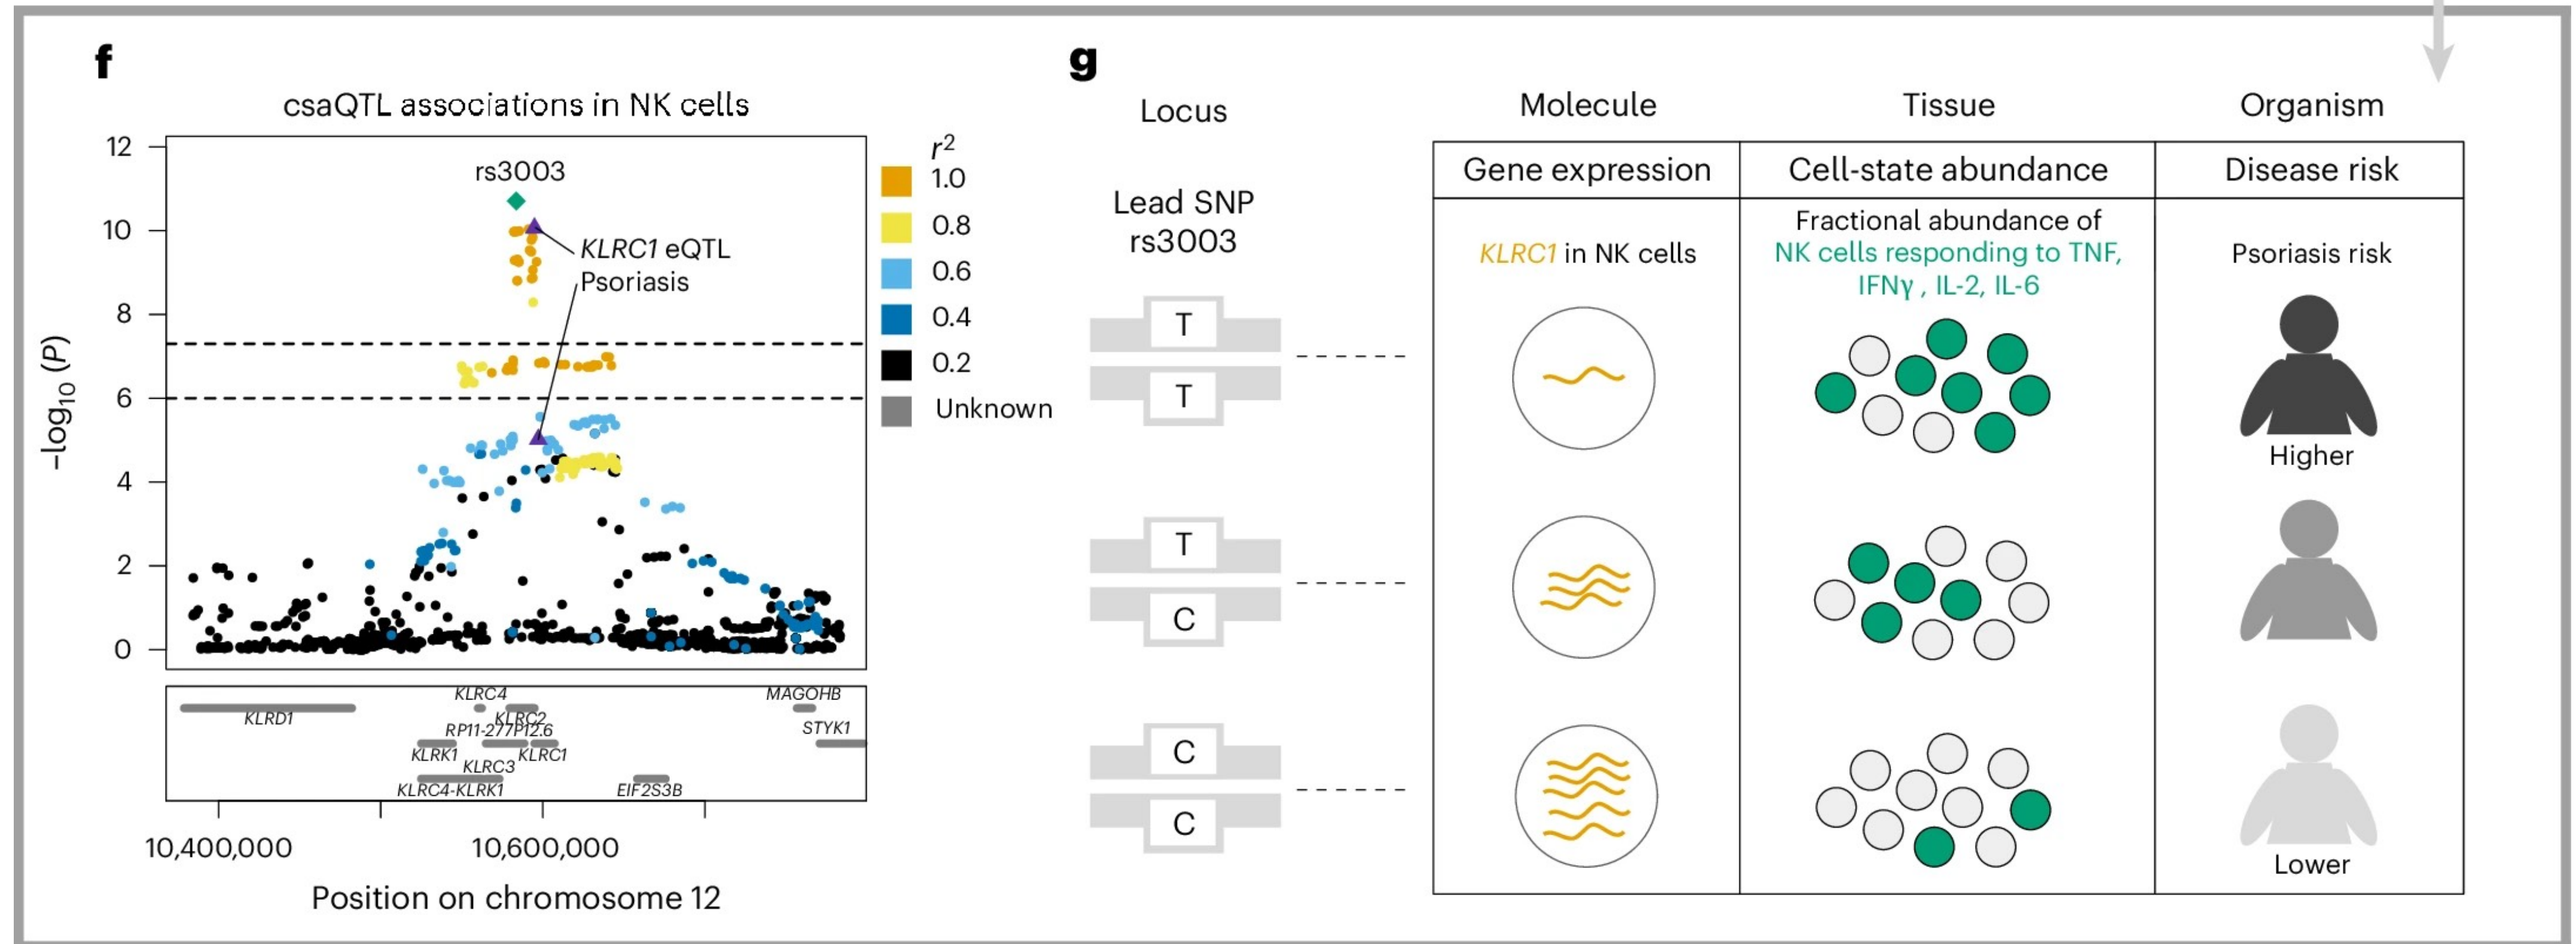 f
csaQTL associations in NK cells
12
10
8
6
4
2
0
–log10 (P)
rs3003
KLRC1 eQTL
Psoriasis
r2
1.0
0.8
0.6
0.4
0.2
Unknown
KLRC4
MAGOHB
KLRD1
KLRC2
RP11-277P12.6
STYK1
KLRK1
KLRC1
KLRC3
KLRC4-KLRK1
EIF2S3B
10,400,000
10,600,000
Position on chromosome 12
g
Locus
Molecule
Tissue
Organism
Gene expression
Cell-state abundance
Disease risk
Lead SNP
rs3003
KLRC1 in NK cells
Fractional abundance of
NK cells responding to TNF,
IFNγ , IL-2, IL-6
Psoriasis risk
T
T
Higher
T
C
C
C
Lower